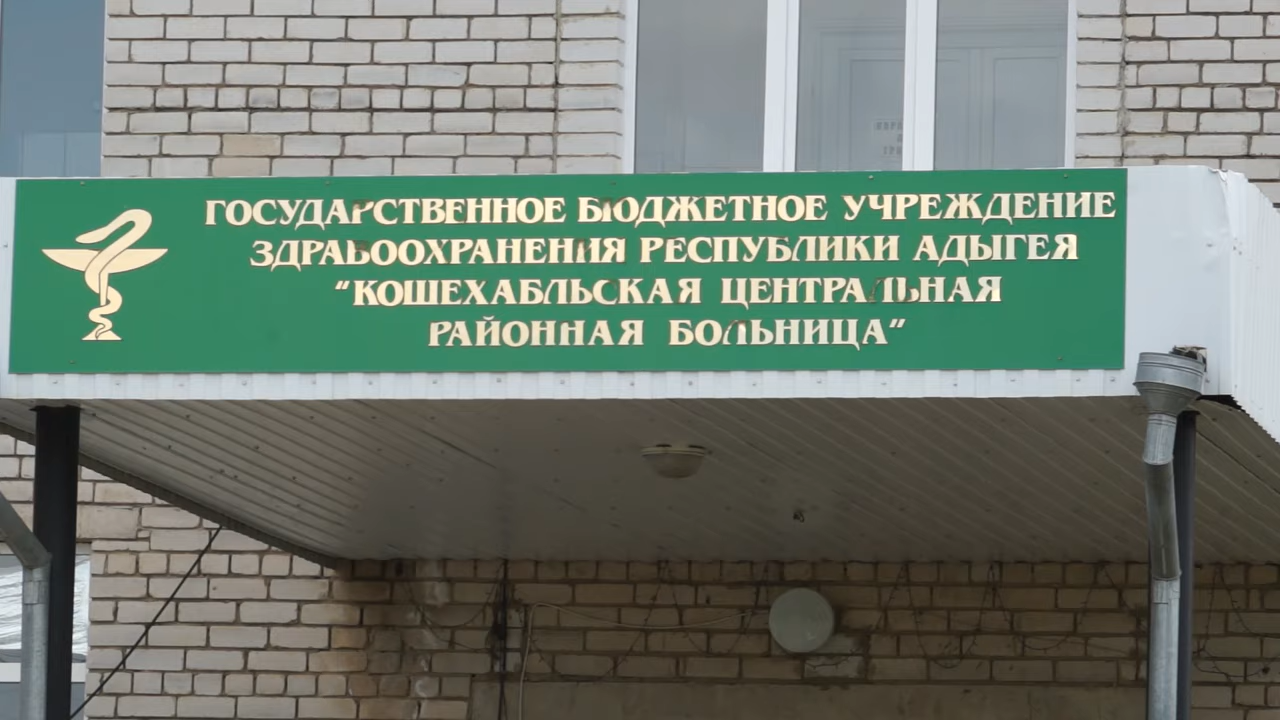 ГОСУДАРСТВЕННОЕ БЮДЖЕТНОЕ УЧРЕЖДЕНИЕ
ЗДРАВООХРАНЕНИЯ РЕСПУБЛИКИ АДЫГЕЯ
"КОШЕХАБЛЬСКАЯ ЦЕНТРАЛЬНАЯ
РАЙОННАЯ БОЛЬНИЦА"